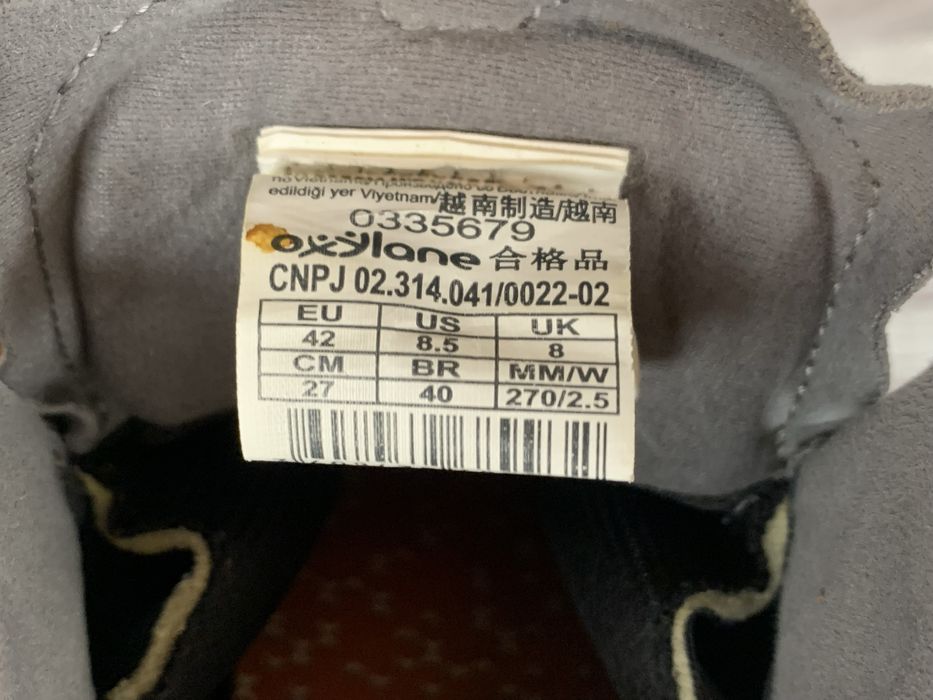 edildiği yer Viyetnam/越南制造/越南
0335679
oxylane 合格品
CNPJ 02.314.041/0022-02
EU US UK
42 8.5 8
CM BR MM/W
27 40 270/2.5